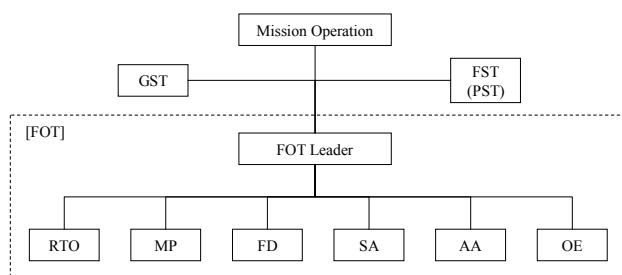 Mission Operation
GST
FST
(PST)
[FOT]
FOT Leader
RTO
MP
FD
SA
AA
OE